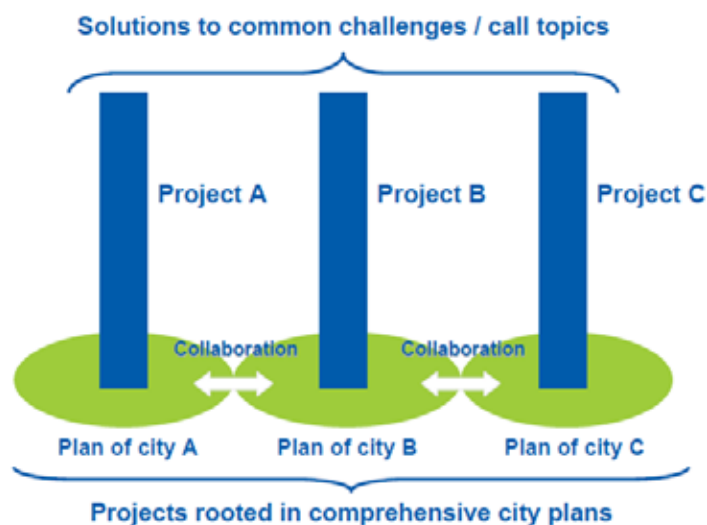 Solutions to common challenges / call topics
Project A
Project B
Project C
Collaboration
Collaboration
Plan of city A
Plan of city B
Plan of city C
Projects rooted in comprehensive city plans